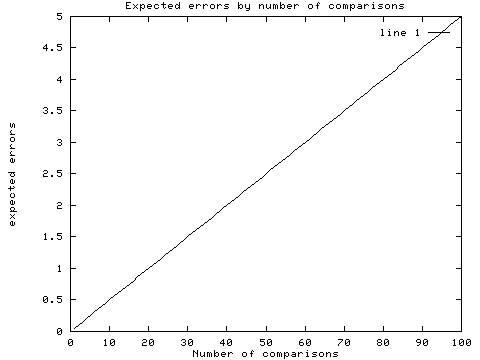 Expected errors by number of comparisons
line 1
5
4.5
4
3.5
3
2.5
2
1.5
1
0.5
0
expected errors
0 10 20 30 40 50 60 70 80 90 100
Number of comparisons